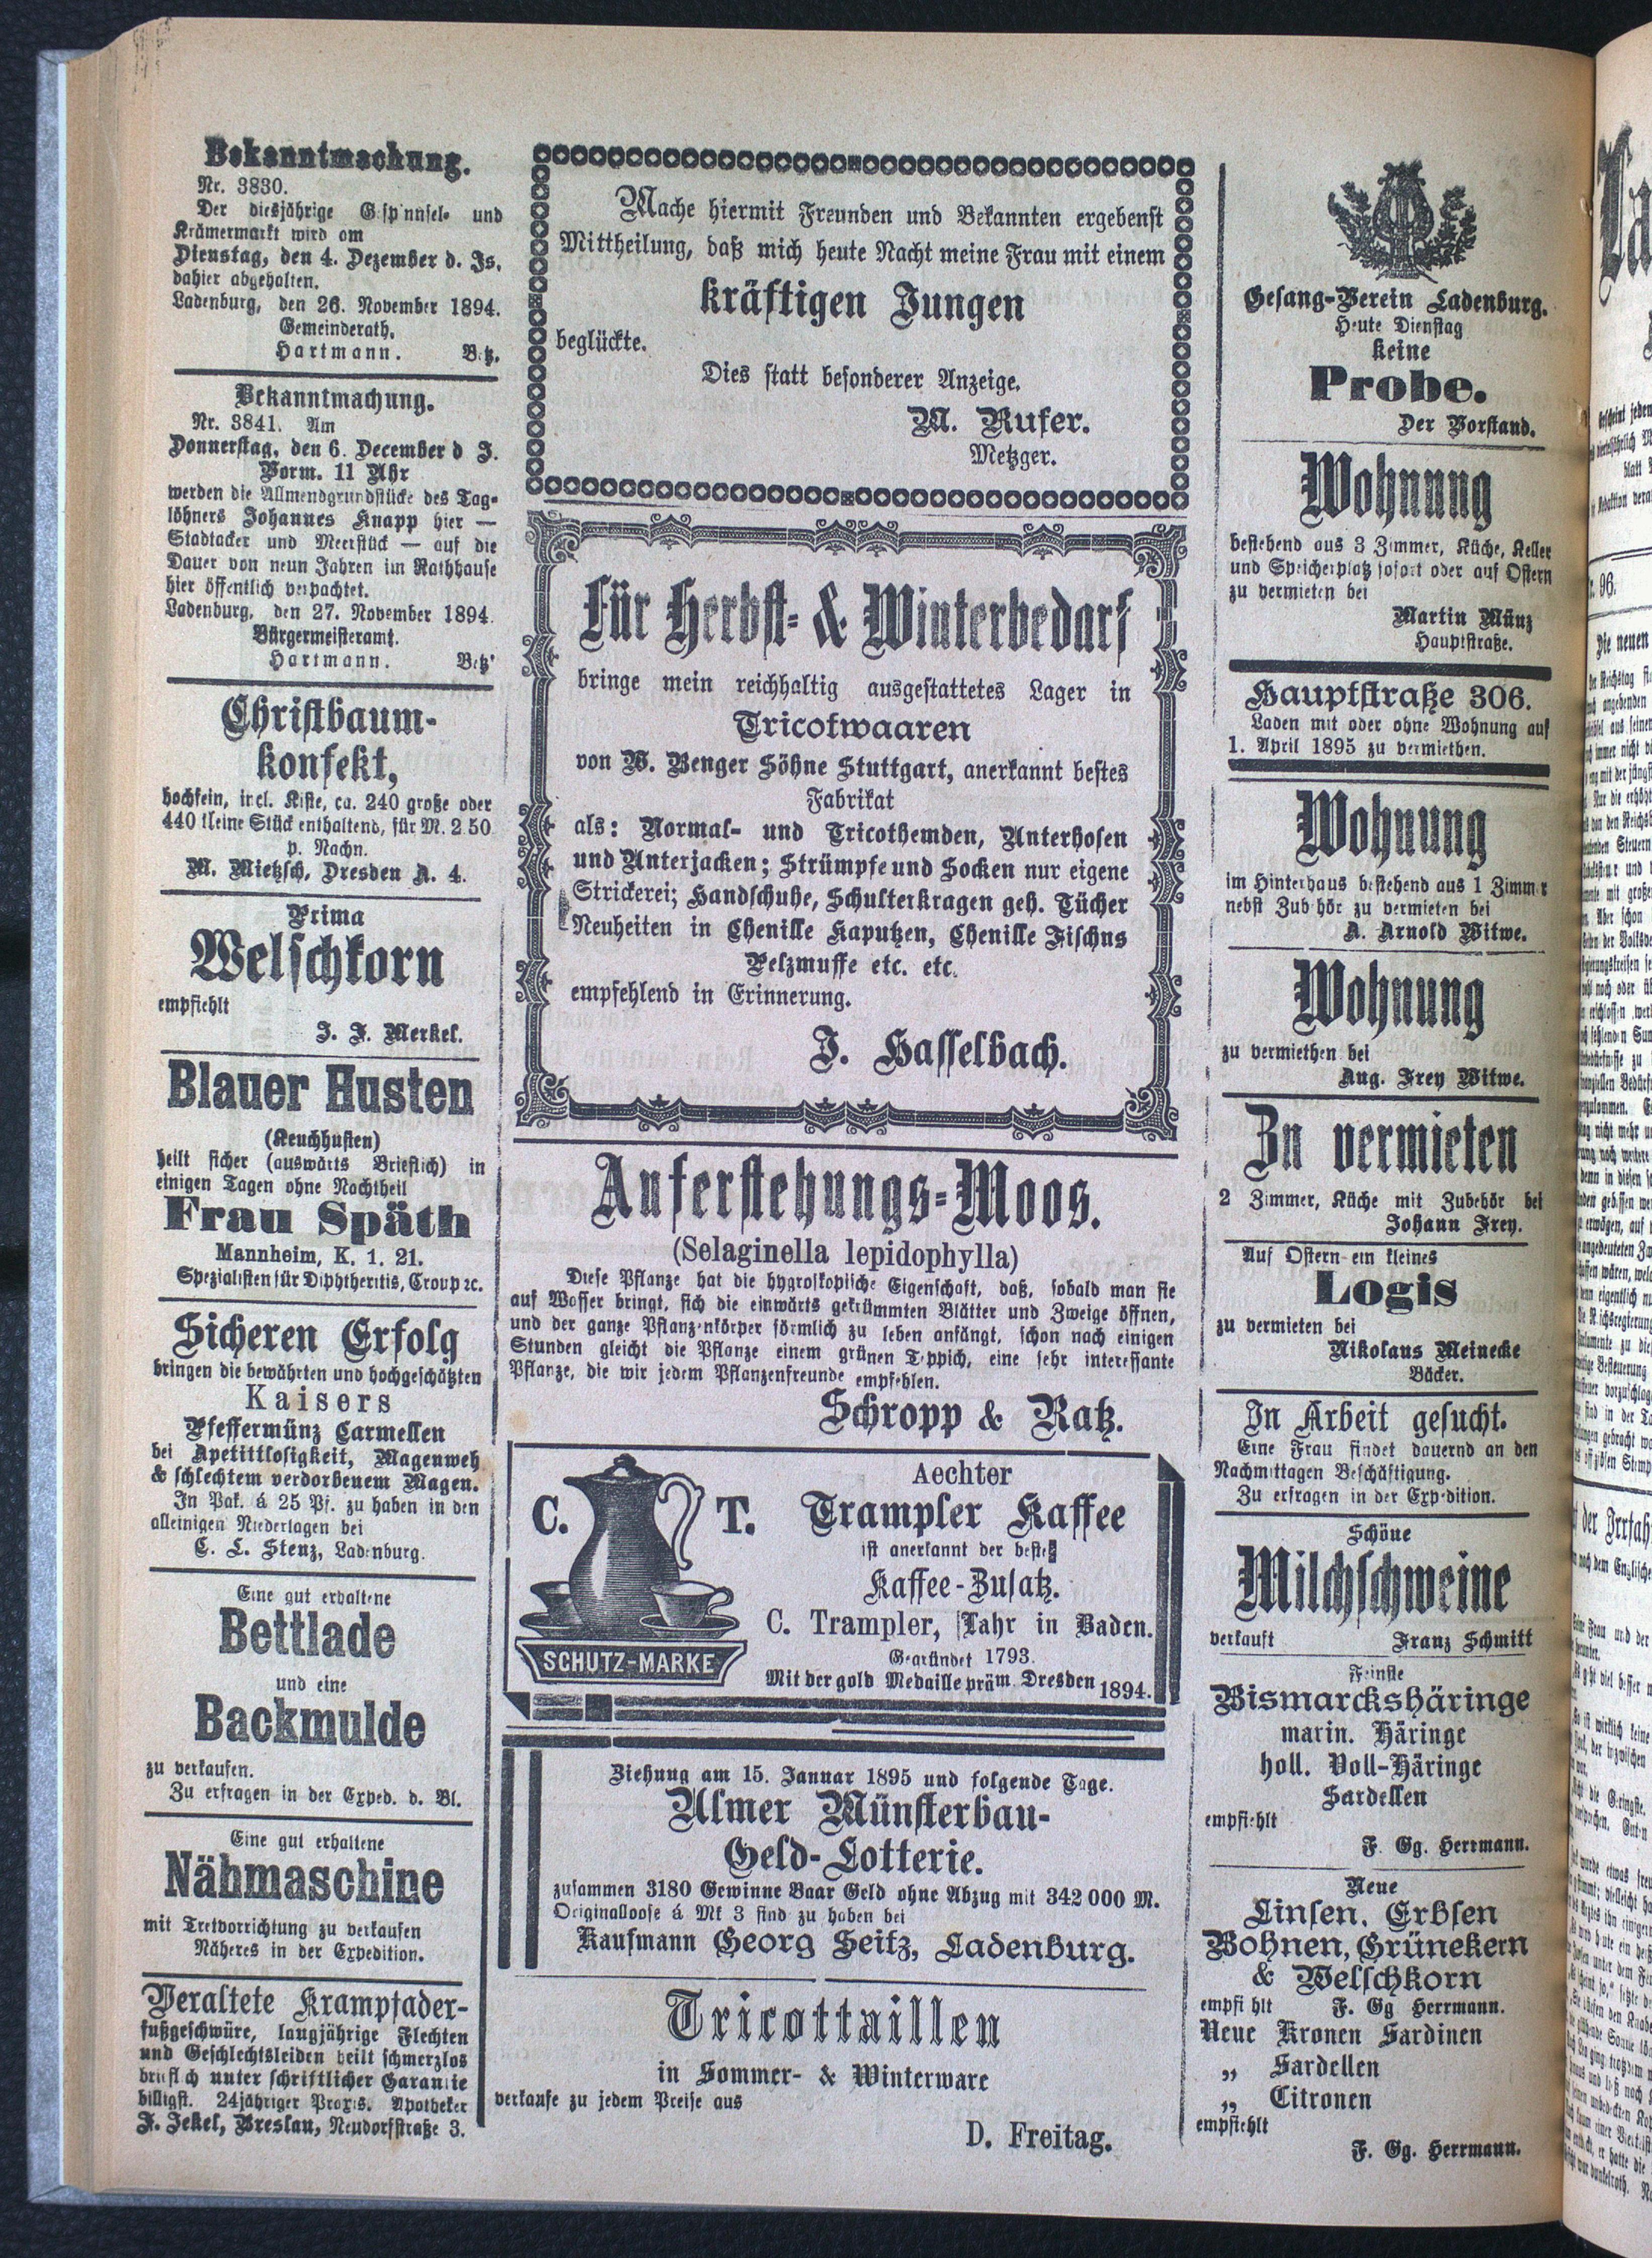 Bekanntmachung.
Nr. 3830.
Der diesjährige Gespinnsel- und
Krämermarkt wird am
Dienstag, den 4. Dezember d. Js.
dahier abgehalten.
Ladenburg, den 26. November 1894.
Gemeinderath.
Hartmann. Betz.
Bekanntmachung.
Nr. 3841. Am
Donnerstag, den 6. December d J.
Vorm. 11 Uhr
werden die Allmendgrundstücke des Tag-
löhners Johannes Knapp hier —
Stadtacker und Meerstück — auf die
Dauer von neun Jahren im Rathhause
hier öffentlich verpachtet.
Ladenburg, den 27. November 1894.
Bürgermeisteramt.
Hartmann. Betz
Christbaum-
konfekt,
hochfein, incl. Kiste, ca. 240 große oder
440 kleine Stück enthaltend, für M. 2.50
p. Nachn.
M. Mietzsch, Dresden A. 4.
Prima
Welschkorn
empfiehlt
J. F. Merkel.
Blauer Husten
(Keuchhusten)
heilt sicher (auswärts Brieflich) in
einigen Tagen ohne Nachtheil
Frau Späth
Mannheim, K. 1. 21.
Spezialisten für Diphtheritis, Croup ꝛc.
Sicheren Erfolg
bringen die bewährten und hochgeschätzten
Kaisers
Pfeffermünz Carmellen
bei Apetittlosigkeit, Magenweh
& schlechtem verdorbenem Magen.
In Pak. á 25 Pf. zu haben in den
alleinigen Niederlagen bei
C. L. Stenz, Ladenburg.
Eine gut erhaltene
Bettlade
und eine
Backmulde
zu verkaufen.
Zu erfragen in der Exped. d. Bl.
Eine gut erhaltene
Nähmaschine
mit Tretvorrichtung zu verkaufen
Näheres in der Expedition.
Veraltete Krampfader-
fußgeschwüre, langjährige Flechten
und Geschlechtsleiden heilt schmerzlos
brieflich unter schriftlicher Garantie
billigst. 24jähriger Praxis. Apotheker
F. Jekel, Breslau, Neudorfstraße 3.
Mache hiermit Freunden und Bekannten ergebenst
Mittheilung, daß mich heute Nacht meine Frau mit einem
kräftigen Jungen
beglückte.
Dies statt besonderer Anzeige.
M. Rufer.
Metzger.
Für Herbst- & Winterbedarf
bringe mein reichhaltig ausgestattetes Lager in
Tricotwaaren
von W. Benger Söhne Stuttgart, anerkannt bestes
Fabrikat
als: Normal- und Tricothemden, Unterhosen
und Unterjacken; Strümpfe und Socken nur eigene
Strickerei; Handschuhe, Schulterkragen geh. Tücher
Neuheiten in Chenille Kaputzen, Chenille Fischus
Pelzmuffe etc. etc.
empfehlend in Erinnerung.
J. Hasselbach.
Auferstehungs-Moos.
(Selaginella lepidophylla)
Diese Pflanze hat die hygroskopische Eigenschaft, daß, sobald man sie
auf Wasser bringt, sich die einwärts gekrümmten Blätter und Zweige öffnen,
und der ganze Pflanzenkörper förmlich zu leben anfängt, schon nach einigen
Stunden gleicht die Pflanze einem grünen Teppich, eine sehr interessante
Pflanze, die wir jedem Pflanzenfreunde empfehlen.
Schropp & Ratz.
C. T.
SCHUTZ-MARKE
Aechter
Trampler Kaffee
ist anerkannt der beste
Kaffee-Zusatz.
C. Trampler, Lahr in Baden.
Gegründet 1793.
Mit der gold Medaille präm. Dresden 1894.
Ziehung am 15. Januar 1895 und folgende Tage.
Ulmer Münsterbau-
Geld-Lotterie.
zusammen 3180 Gewinne Baar Geld ohne Abzug mit 342 000 M.
Originalloose á Mk 3 sind zu haben bei
Kaufmann Georg Seitz, Ladenburg.
Tricottaillen
in Sommer- & Winterware
verkaufe zu jedem Preise aus
D. Freitag.
Gesang-Verein Ladenburg.
Heute Dienstag
keine
Probe.
Der Vorstand.
Wohnung
bestehend aus 3 Zimmer, Küche, Keller
und Speicherplatz sofort oder auf Ostern
zu vermieten bei
Martin Münz
Hauptstraße.
Hauptstraße 306.
Laden mit oder ohne Wohnung auf
1. April 1895 zu vermiethen.
Wohnung
im Hinterhaus bestehend aus 1 Zimmer
nebst Zubehör zu vermieten bei
A. Arnold Witwe.
Wohnung
zu vermiethen bei
Aug. Frey Witwe.
Zu vermieten
2 Zimmer, Küche mit Zubehör bei
Johann Frey.
Auf Ostern ein kleines
Logis
zu vermieten bei
Nikolaus Meinecke
Bäcker.
In Arbeit gesucht.
Eine Frau findet dauernd an den
Nachmittagen Beschäftigung.
Zu erfragen in der Expedition.
Schöne
Milchschweine
verkauft Franz Schmitt
Feinste
Bismarckshäringe
marin. Häringe
holl. Voll-Häringe
Sardellen
empfiehlt
F. Gg. Herrmann.
Neue
Linsen, Erbsen
Bohnen, Grünekern
& Welschkorn
empfiehlt F. Gg Herrmann.
Neue Kronen Sardinen
„ Sardellen
„ Citronen
empfiehlt
F. Gg. Herrmann.